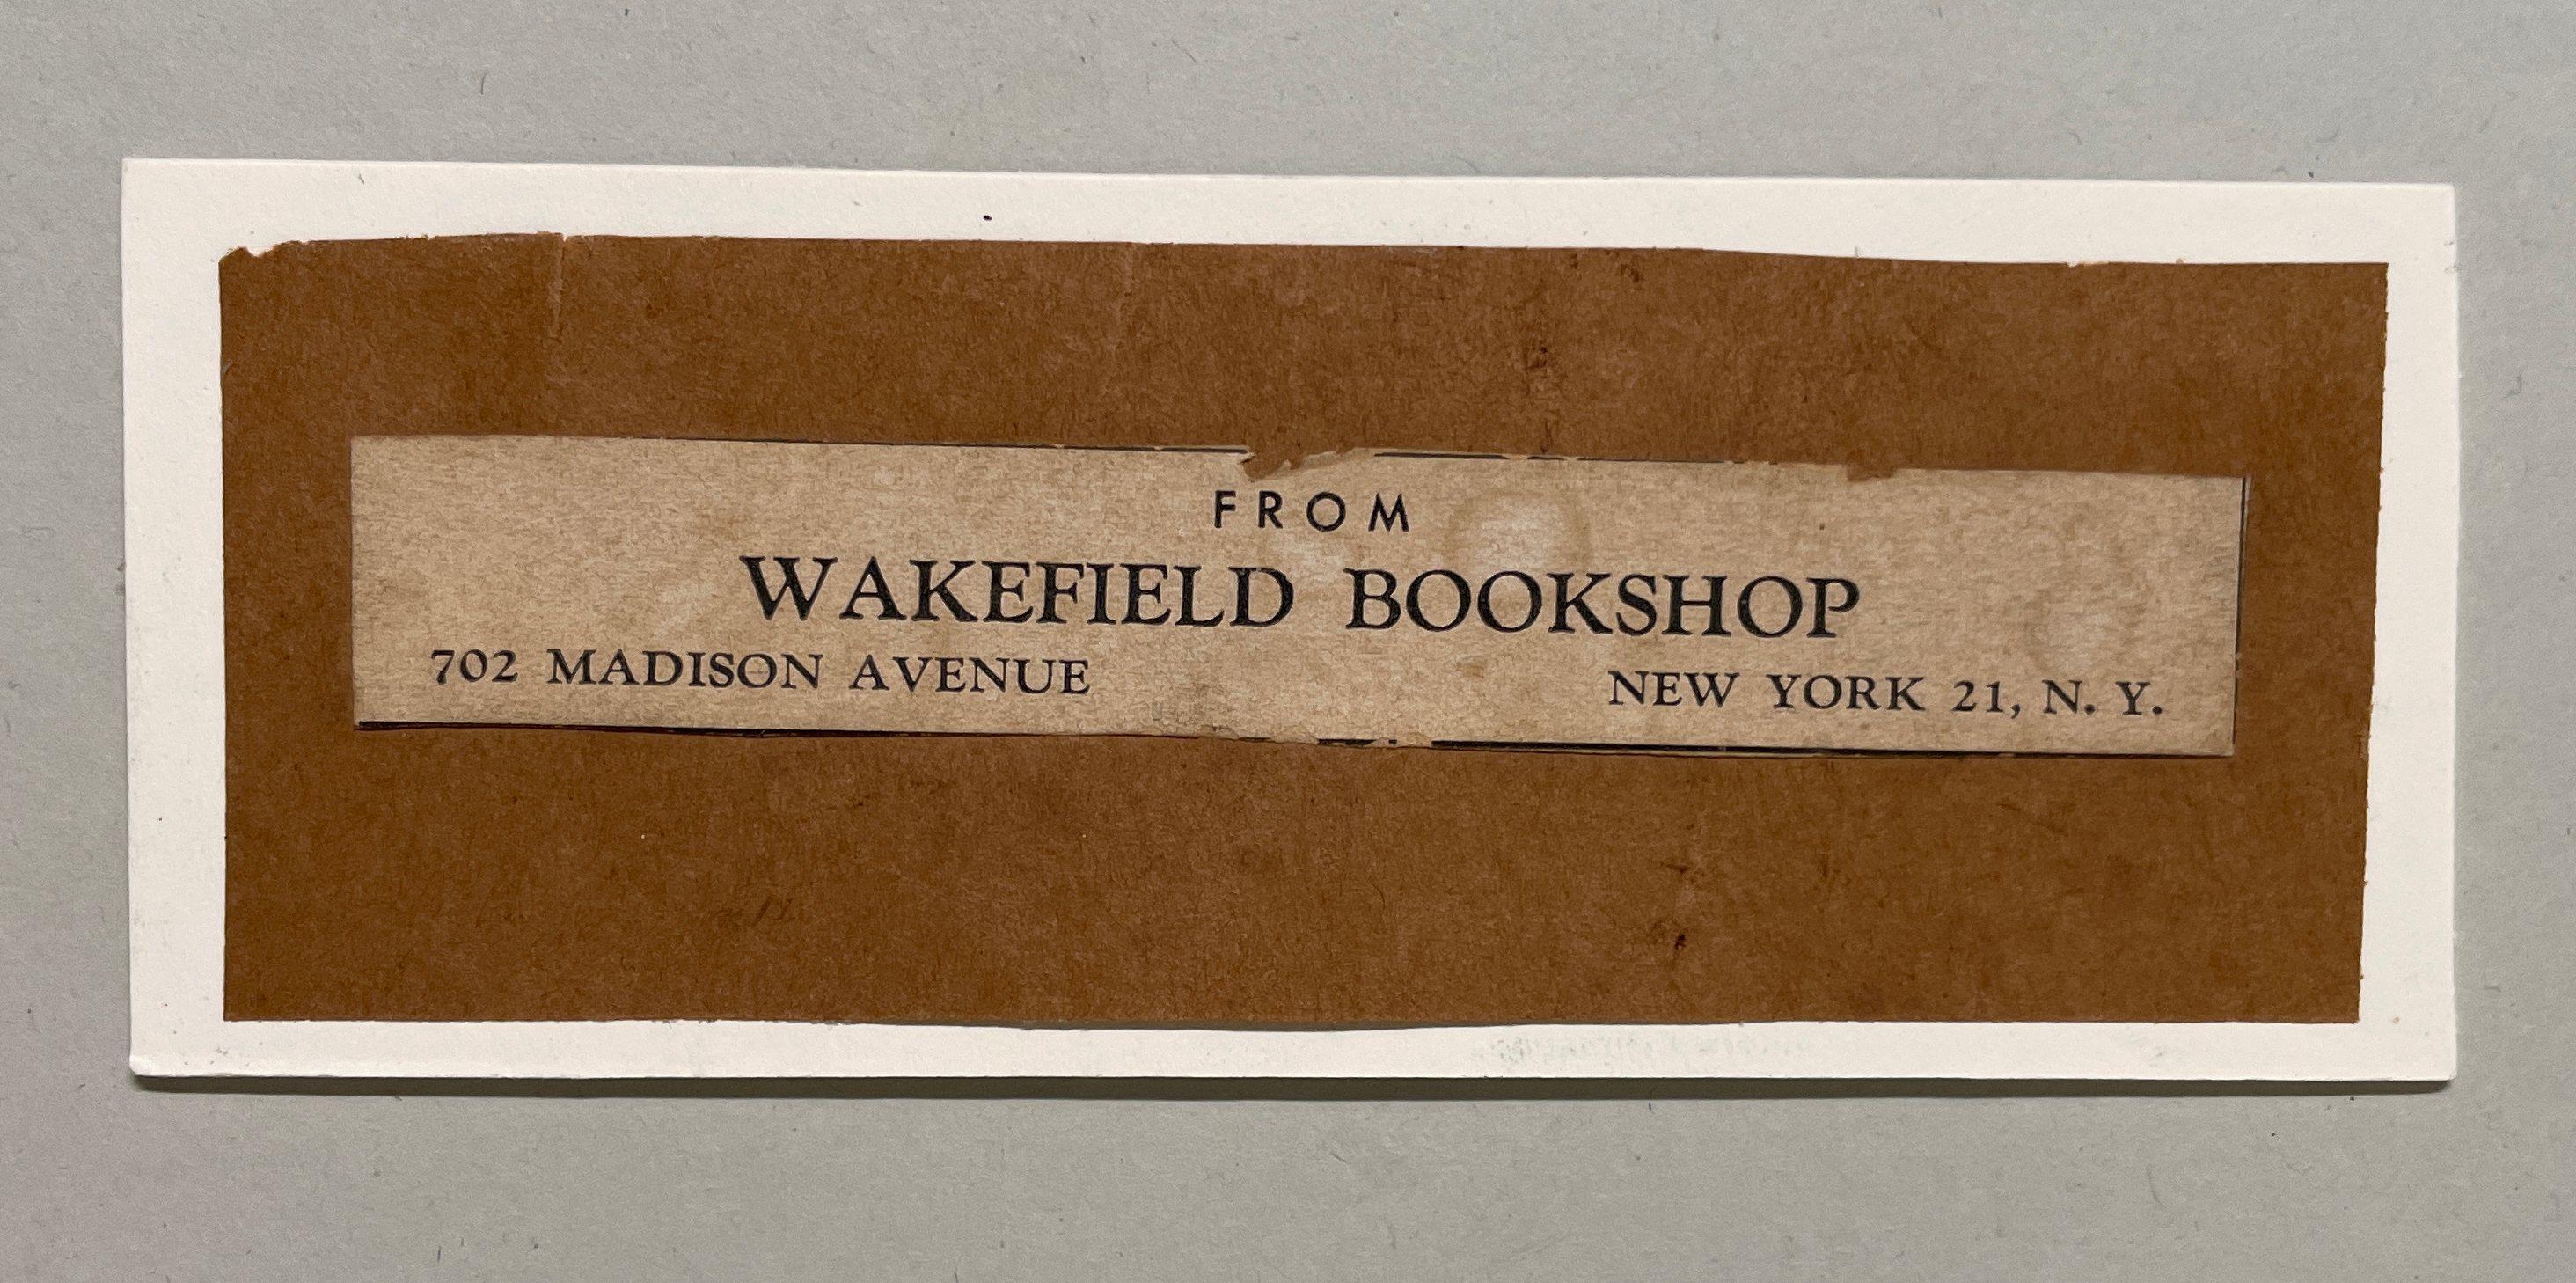 FROM
WAKEFIELD BOOKSHOP
702 MADISON AVENUE NEW YORK 21, N. Y.